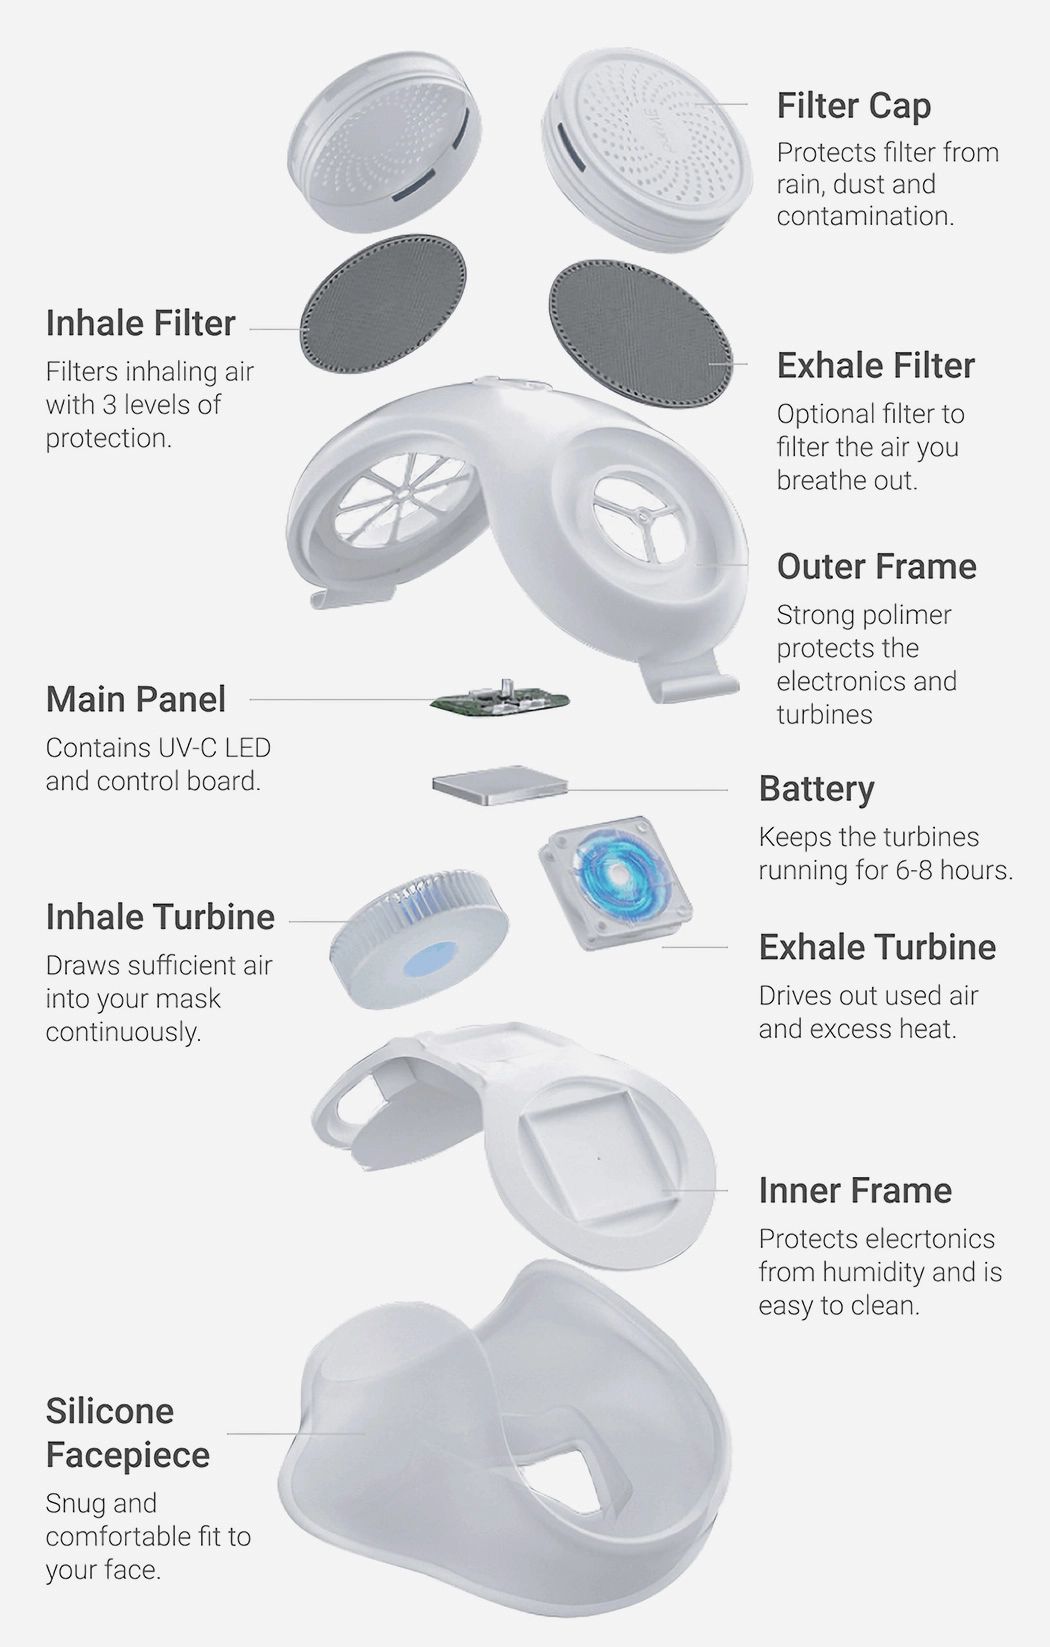 Filter Cap
Protects filter from
rain, dust and
contamination.
Inhale Filter
Filters inhaling air
with 3 levels of
protection.
Exhale Filter
Optional filter to
filter the air you
breathe out.
Outer Frame
Strong polimer
protects the
electronics and
turbines
Main Panel
Contains UV-C LED
and control board.
Battery
Keeps the turbines
running for 6-8 hours.
Inhale Turbine
Draws sufficient air
into your mask
continuously.
Exhale Turbine
Drives out used air
and excess heat.
Inner Frame
Protects elecrtonics
from humidity and is
easy to clean.
Silicone
Facepiece
Snug and
comfortable fit to
your face.